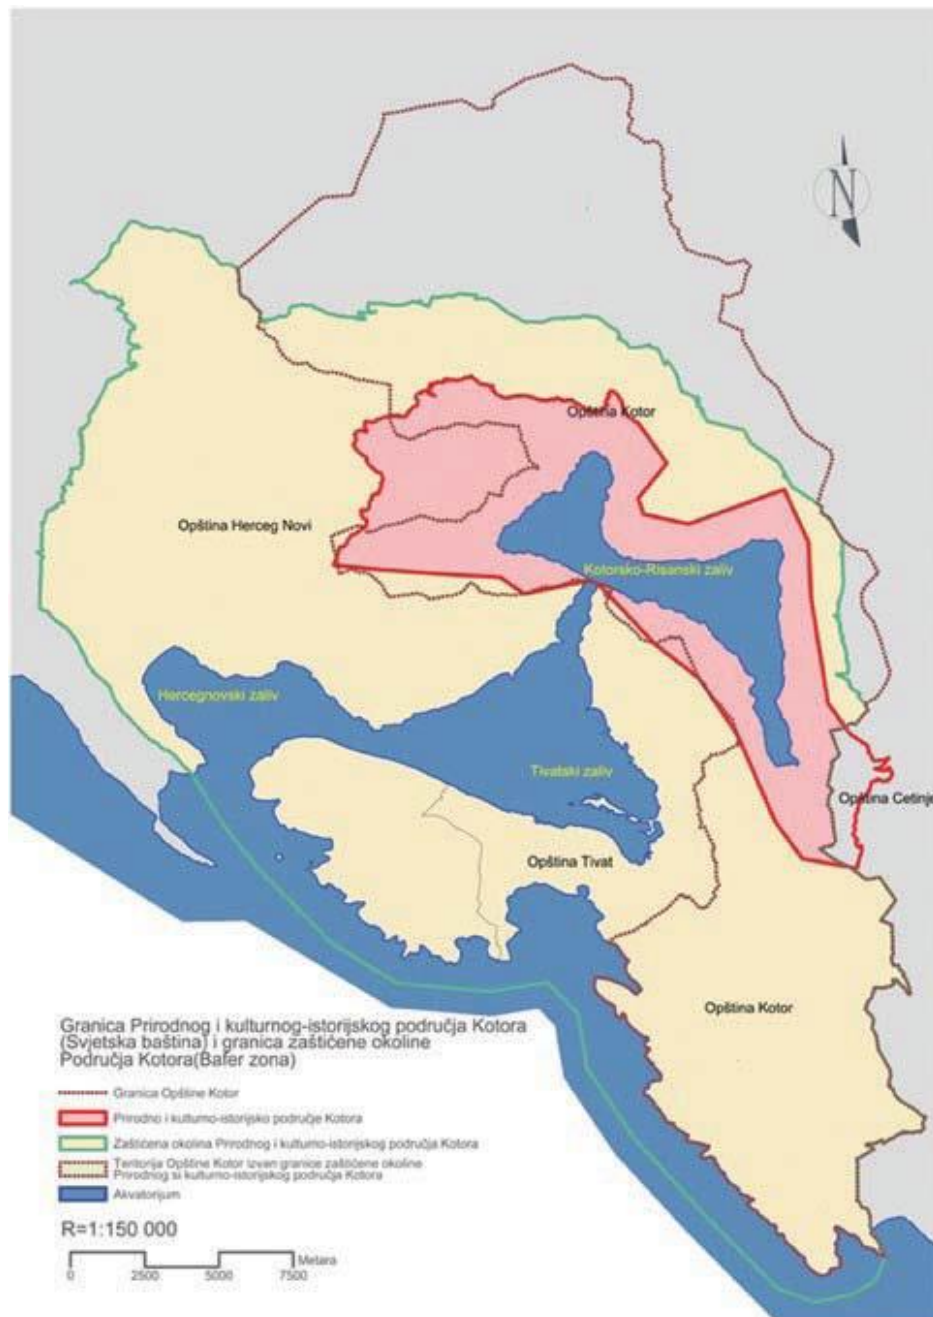 N
Opština Kotor
Opština Herceg Novi
Kotorsko-Risanski zaliv
Hercegnovski zaliv
Tivatski zaliv
Opština Cetinje
Opština Tivat
Opština Kotor
Granica Prirodnog i kulturnog-istorijskog područja Kotora
(Svjetska baština) i granica zaštićene okoline
Područja Kotora(Bafer zona)
Granica Opštine Kotor
Prirodno i kulturno-istorijsko područje Kotora
Zaštićena okolina Prirodnog i kulturno-istorijskog područja Kotora
Teritorija Opštine Kotor izvan granice zaštićene okoline
Prirodnog si kulturno-istorijskog područja Kotora
Akvatorijum
R=1:150 000
Metara
0 2500 5000 7500